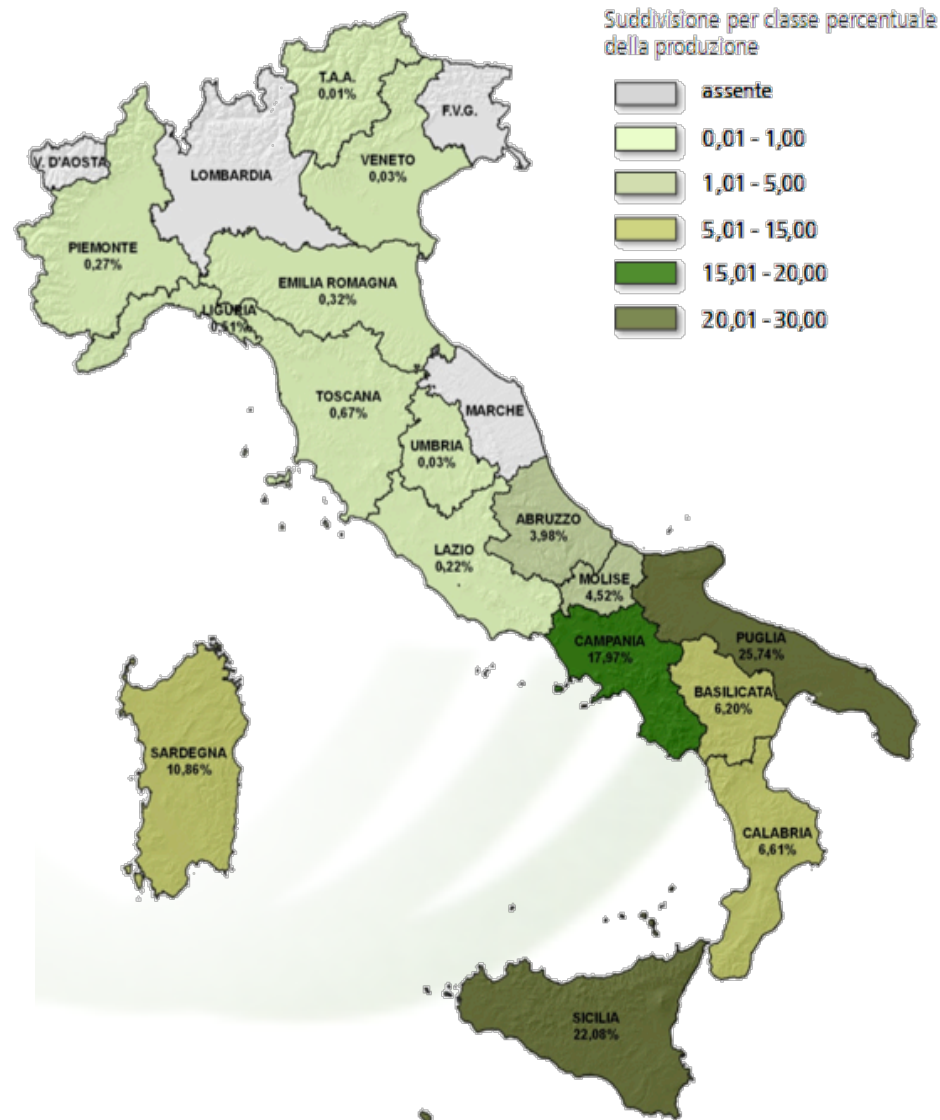 Suddivisione per classe percentuale
della produzione
assente
0,01 - 1,00
1,01 - 5,00
5,01 - 15,00
15,01 - 20,00
20,01 - 30,00
T.A.A.
0,01%
F.V.G.
V. D'AOSTA
LOMBARDIA
VENETO
0,03%
PIEMONTE
0,27%
EMILIA ROMAGNA
0,32%
LIGURIA
0,51%
TOSCANA
0,67%
MARCHE
UMBRIA
0,03%
ABRUZZO
3,98%
LAZIO
0,22%
MOLISE
4,52%
CAMPANIA
17,97%
PUGLIA
25,74%
BASILICATA
6,20%
SARDEGNA
10,86%
CALABRIA
6,61%
SICILIA
22,08%